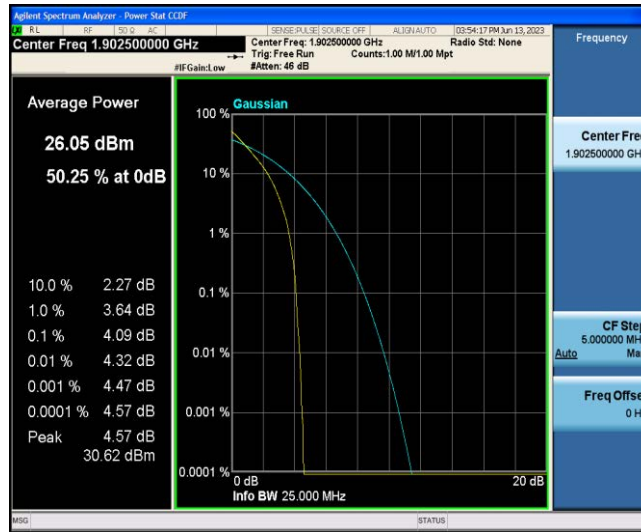 Agilent Spectrum Analyzer - Power Stat CCDF
RL RF 50 Ω AC SENSE:PULSE SOURCE OFF ALIGN AUTO 03:54:17 PM Jun 13, 2023
Center Freq 1.902500000 GHz
Center Freq: 1.902500000 GHz Radio Std: None
Trig: Free Run Counts:1.00 M/1.00 Mpt
#IFGain:Low #Atten: 46 dB
Frequency
Average Power
26.05 dBm
50.25 % at 0dB
10.0 % 2.27 dB
1.0 % 3.64 dB
0.1 % 4.09 dB
0.01 % 4.32 dB
0.001 % 4.47 dB
0.0001 % 4.57 dB
Peak 4.57 dB
30.62 dBm
Gaussian
100 %
10 %
1 %
0.1 %
0.01 %
0.001 %
0.0001 %
0 dB 20 dB
Info BW 25.000 MHz
Center Fre
1.902500000 GH
CF Step
5.000000 MH
Auto Ma
Freq Offse
0 H
MSG STATUS